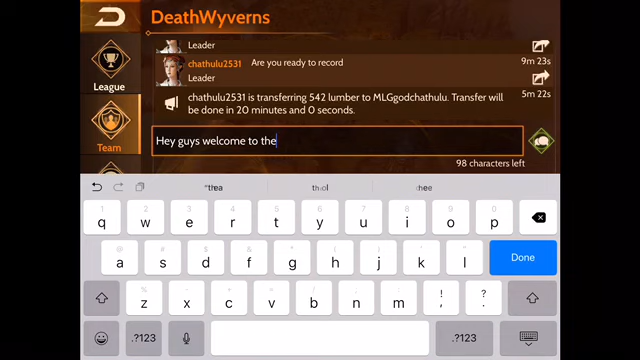 DeathWyverns
Leader
chathulu2531 Are you ready to record 9m 23s
Leader
League
chathulu2531 is transferring 542 lumber to MLGgodchathulu. Transfer will 5m 22s
be done in 20 minutes and 0 seconds.
Team
Hey guys welcome to the
98 characters left
q w e r t y u i o p
a s d f g h j k l Done
z x c v b n m ! , ? .
.?123 .?123